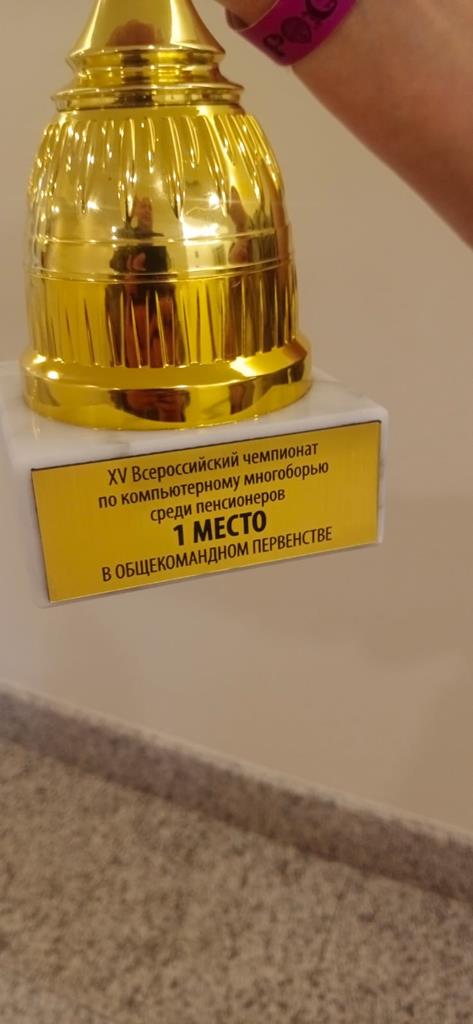 XV Всероссийский чемпионат
по компьютерному многоборью
среди пенсионеров
1 МЕСТО
В ОБЩЕКОМАНДНОМ ПЕРВЕНСТВЕ